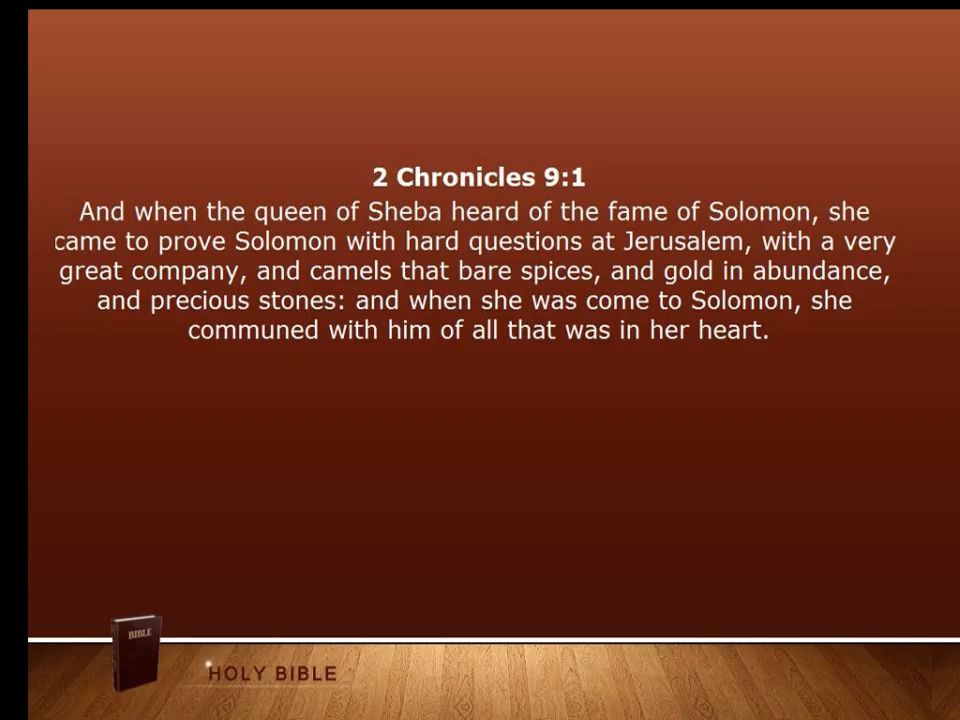 2 Chronicles 9:1
And when the queen of Sheba heard of the fame of Solomon, she
came to prove Solomon with hard questions at Jerusalem, with a very
great company, and camels that bare spices, and gold in abundance,
and precious stones: and when she was come to Solomon, she
communed with him of all that was in her heart.
BIBLE
HOLY BIBLE